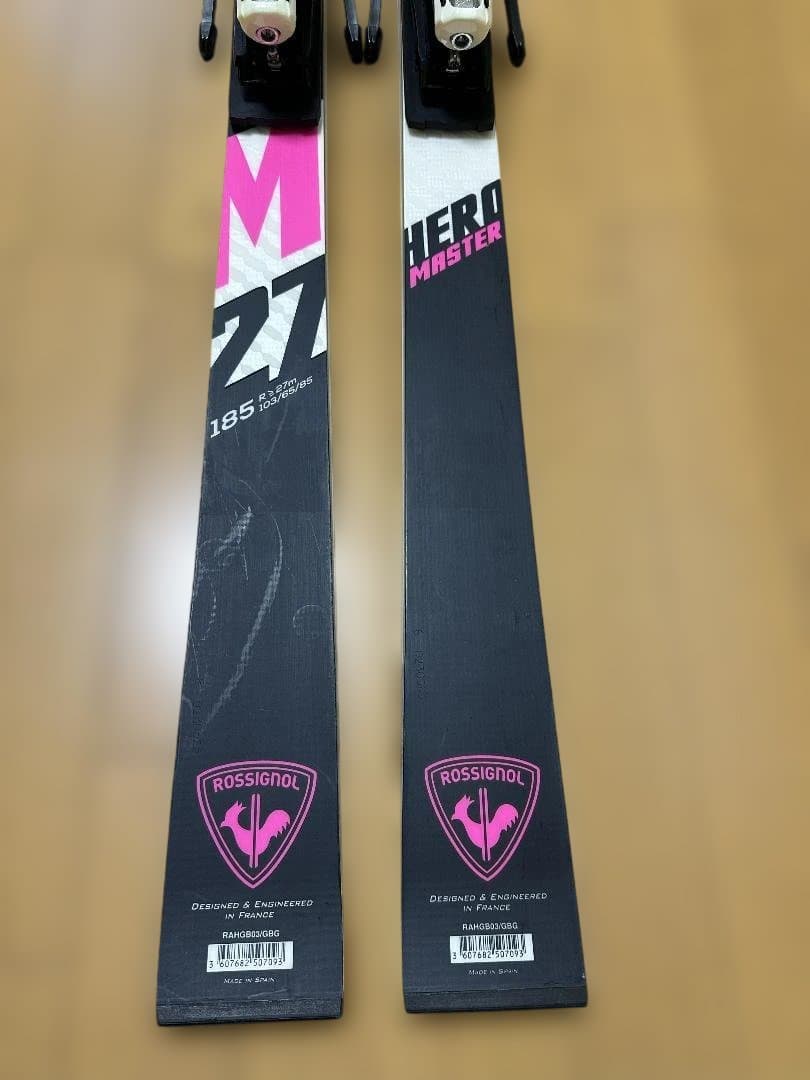 M
27
185
R > 27m
103/65/85
ROSSIGNOL
DESIGNED & ENGINEERED
IN FRANCE
RAHGB03/GBG
3 607682 507093
MADE IN SPAIN
HERO
MASTER
ROSSIGNOL
DESIGNED & ENGINEERED
IN FRANCE
RAHGB03/GBG
3 607682 507093
MADE IN SPAIN